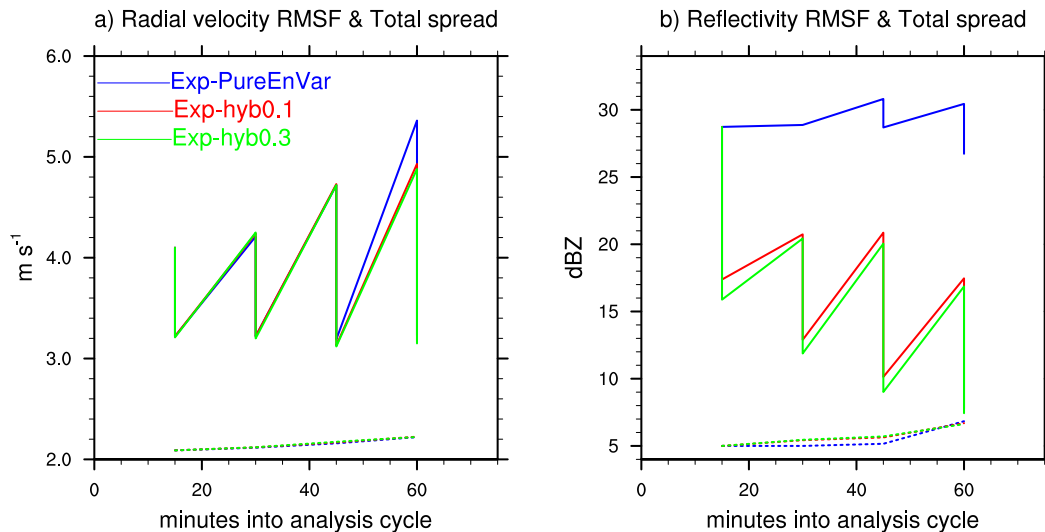 a) Radial velocity RMSF & Total spread
b) Reflectivity RMSF & Total spread
6.0
5.0
4.0
3.0
2.0
m s⁻¹
Exp-PureEnVar
Exp-hyb0.1
Exp-hyb0.3
0
20
40
60
minutes into analysis cycle
30
25
20
15
10
5
dBZ
0
20
40
60
minutes into analysis cycle